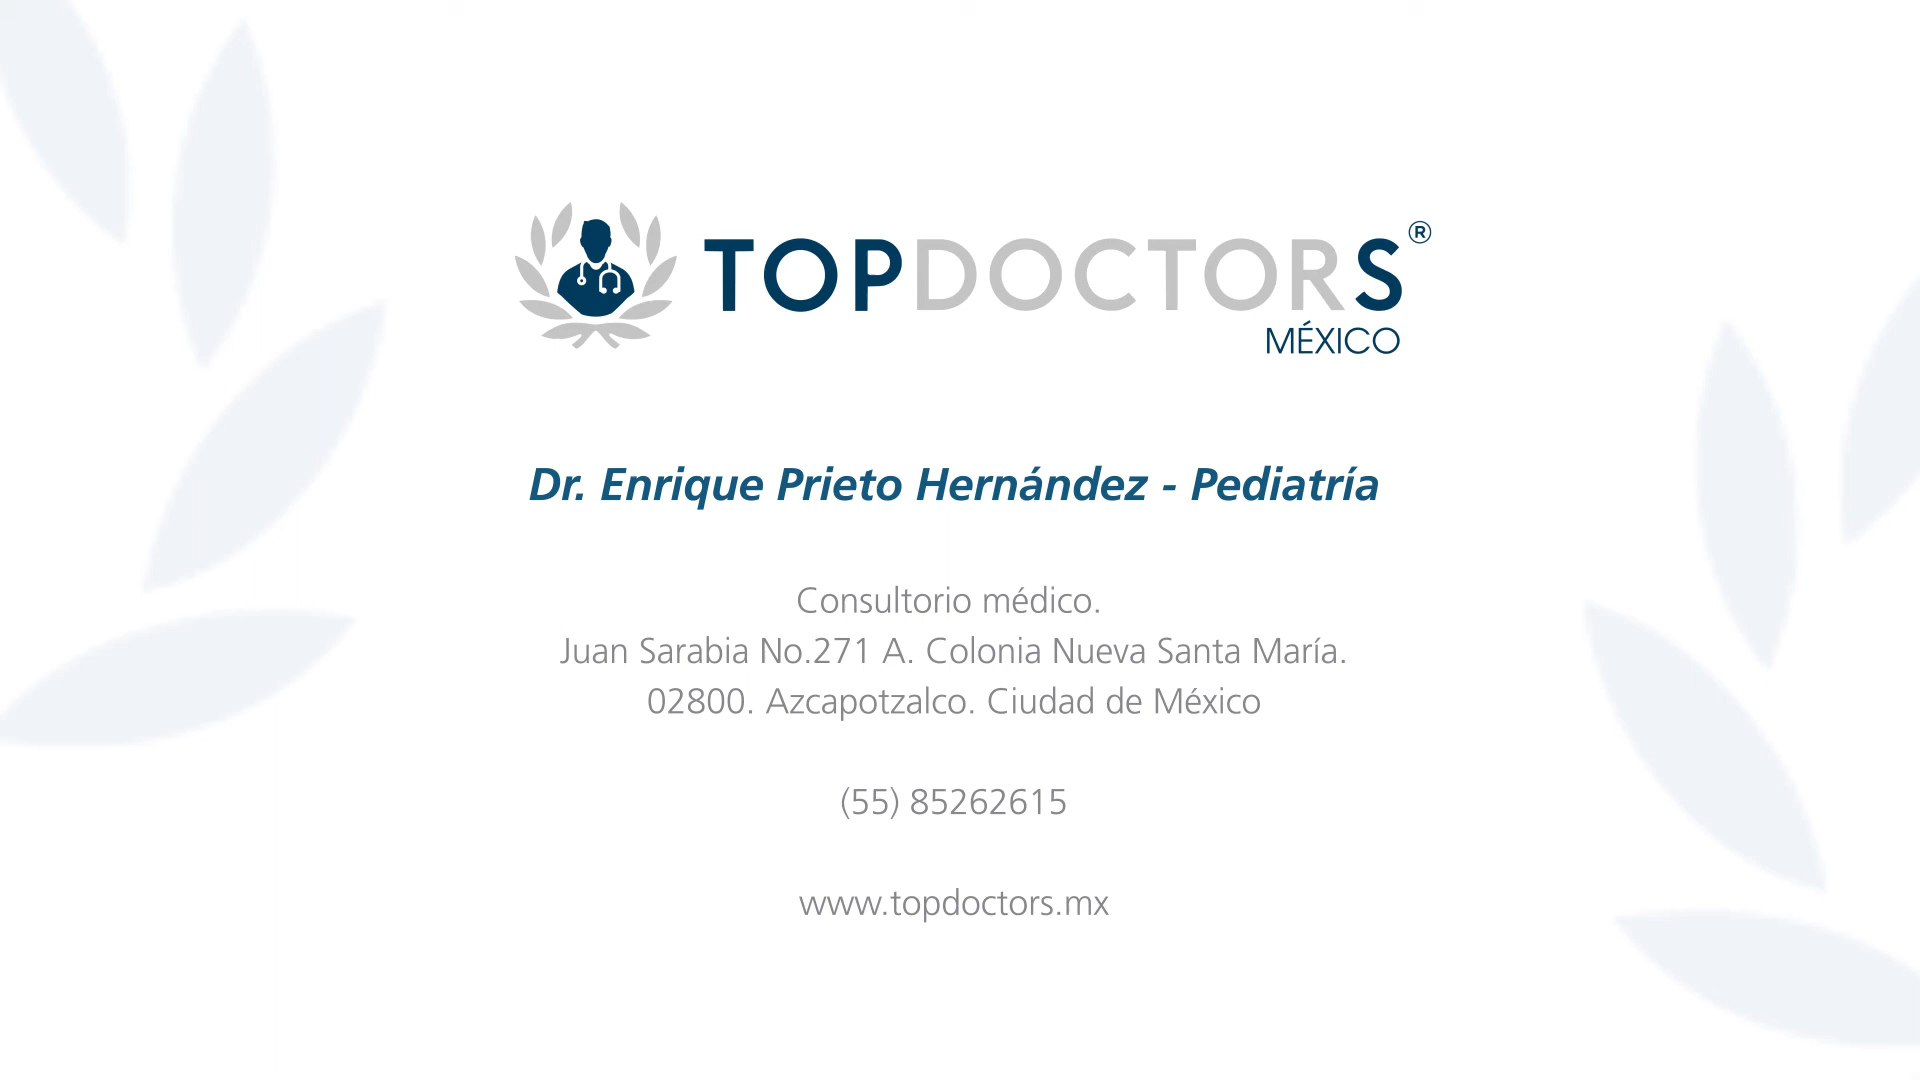 TOPDOCTORS®
MÉXICO
Dr. Enrique Prieto Hernández - Pediatría
Consultorio médico.
Juan Sarabia No.271 A. Colonia Nueva Santa María.
02800. Azcapotzalco. Ciudad de México
(55) 85262615
www.topdoctors.mx